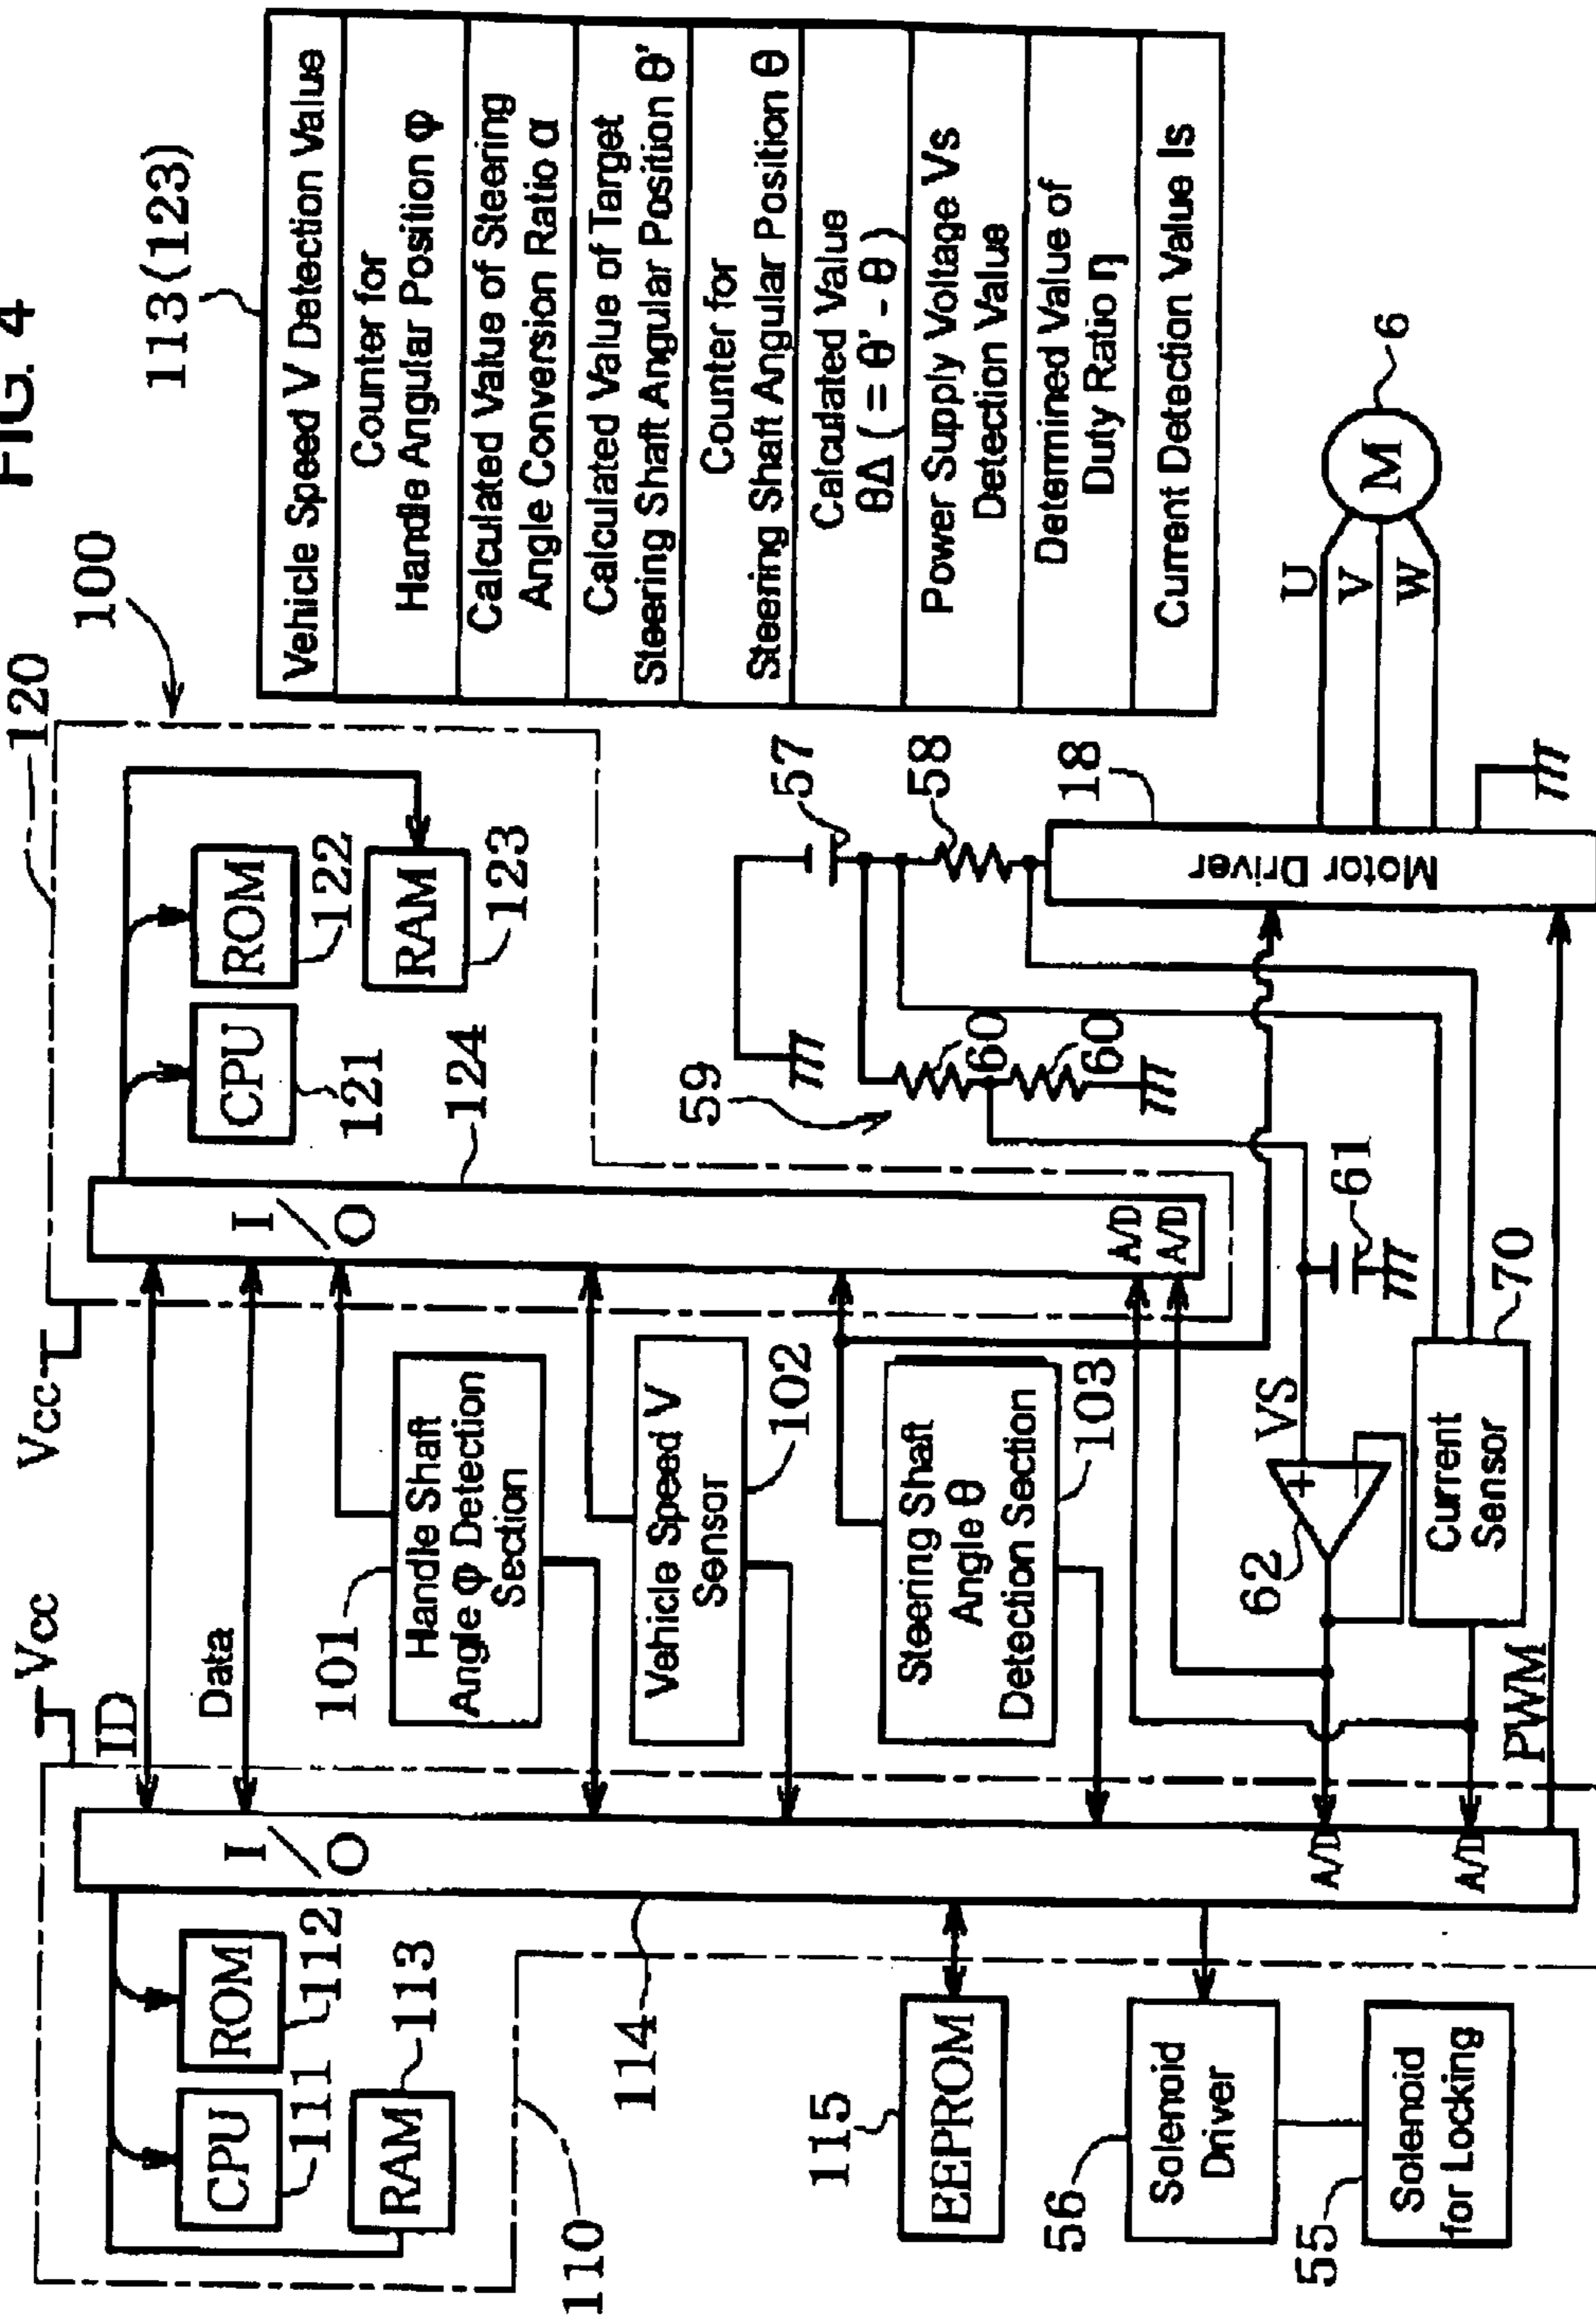 FIG. 4
120
100
113(123)
Vcc
Vcc
ID
Data
CPU
111
ROM
112
RAM
113
110
I/O
114
CPU
121
ROM
122
RAM
123
I/O
124
101
Handle Shaft
Angle Φ Detection
Section
Vehicle Speed V
Sensor
102
Steering Shaft
Angle θ
Detection Section
103
A/D
A/D
A/D
A/D
115
EEPROM
56
Solenoid
Driver
55
Solenoid
for Locking
62
+
−
VS
61
Current
Sensor
70
PWM
59
60
60
57
58
18
Motor Driver
U
V
W
M
6
Vehicle Speed V Detection Value
Counter for
Handle Angular Position Φ
Calculated Value of Steering
Angle Conversion Ratio α
Calculated Value of Target
Steering Shaft Angular Position θ'
Counter for
Steering Shaft Angular Position θ
Calculated Value
θΔ ( = θ' - θ )
Power Supply Voltage Vs
Detection Value
Determined Value of
Duty Ratio η
Current Detection Value Is